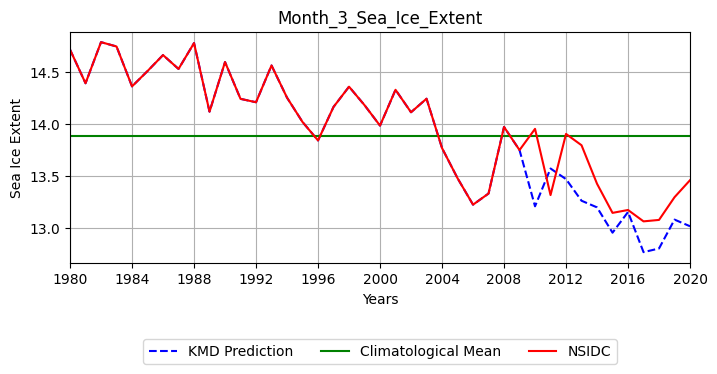 Month_3_Sea_Ice_Extent
Sea Ice Extent
14.5
14.0
13.5
13.0
1980 1984 1988 1992 1996 2000 2004 2008 2012 2016 2020
Years
KMD Prediction Climatological Mean NSIDC